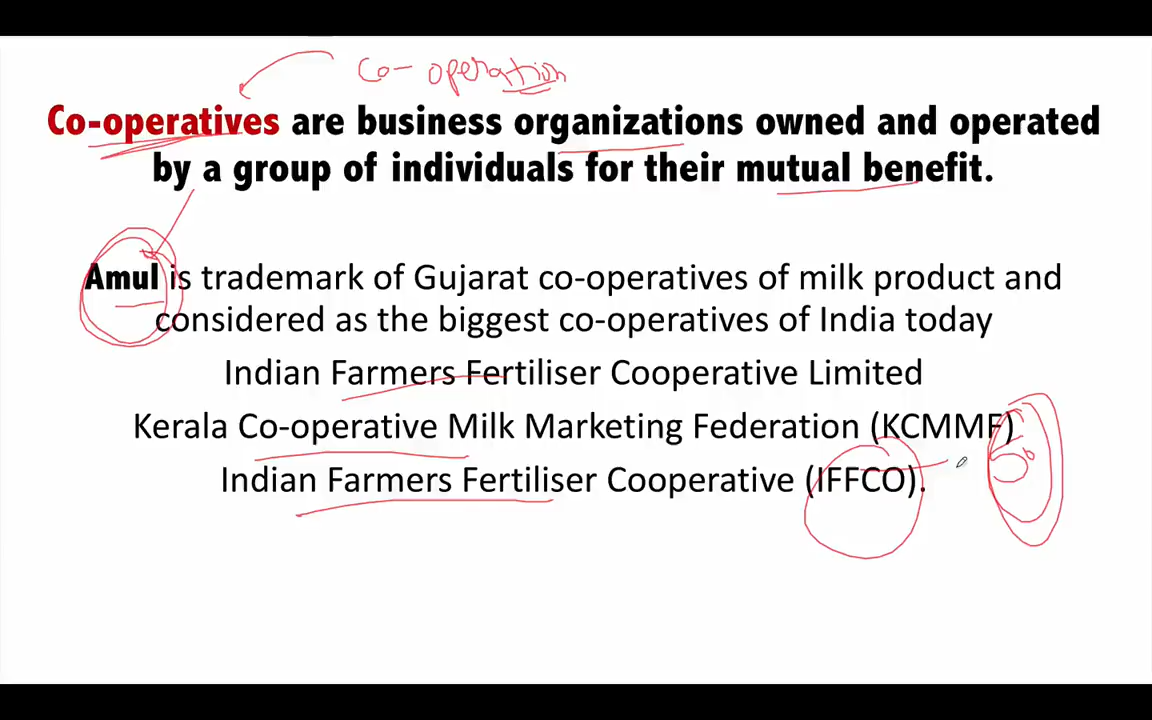 Co-operation
Co-operatives are business organizations owned and operated
by a group of individuals for their mutual benefit.
Amul is trademark of Gujarat co-operatives of milk product and
considered as the biggest co-operatives of India today
Indian Farmers Fertiliser Cooperative Limited
Kerala Co-operative Milk Marketing Federation (KCMMF)
Indian Farmers Fertiliser Cooperative (IFFCO).